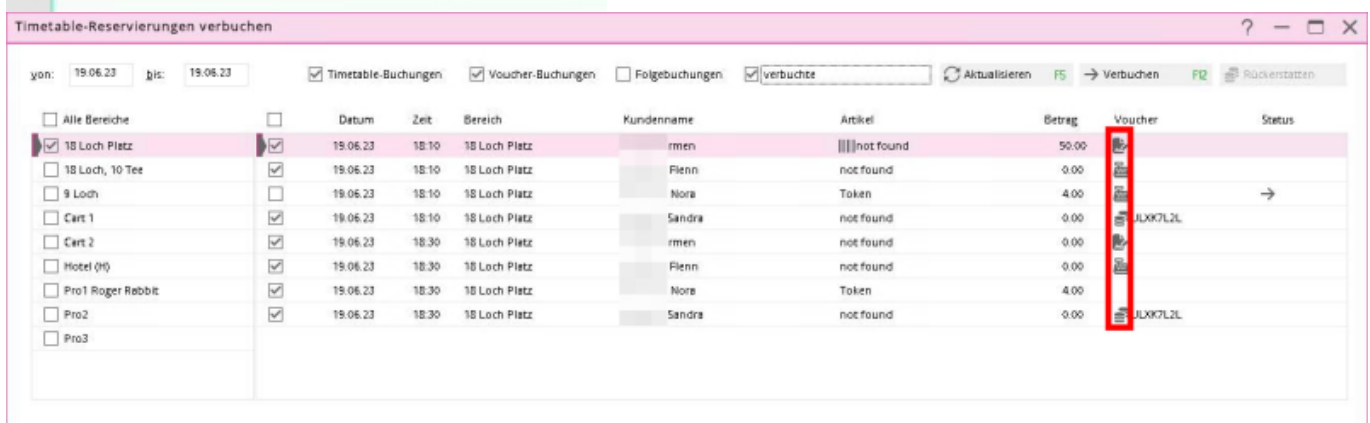 Timetable-Reservierungen verbuchen
von: 19.06.23 bis: 19.06.23 Timetable-Buchungen Voucher-Buchungen Folgebuchungen verbuchte Aktualisieren F5 Verbuchen F12 Rückerstatten
Alle Bereiche Datum Zeit Bereich Kundenname Artikel Betrag Voucher Status
18 Loch Platz 19.06.23 18:10 18 Loch Platz rmen not found 50.00
18 Loch, 10 Tee 19.06.23 18:10 18 Loch Platz Flenn not found 0.00
9 Loch 19.06.23 18:10 18 Loch Platz Nora Token 4.00
Cart 1 19.06.23 18:10 18 Loch Platz Sandra not found 0.00 JLXK7L2L
Cart 2 19.06.23 18:30 18 Loch Platz rmen not found 0.00
Hotel (H) 19.06.23 18:30 18 Loch Platz Flenn not found 0.00
Pro1 Roger Rabbit 19.06.23 18:30 18 Loch Platz Nora Token 4.00
Pro2 19.06.23 18:30 18 Loch Platz Sandra not found 0.00 JLXK7L2L
Pro3